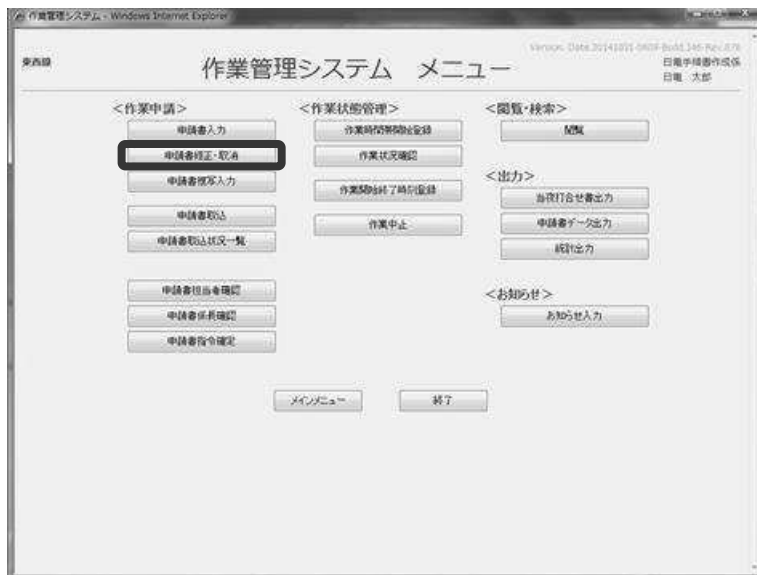 作業管理システム - Windows Internet Explorer
東西線
作業管理システム メニュー
日電 太郎
＜作業申請＞
申請書入力
申請書修正・取消
申請書複写入力
申請書取込
申請書取込状況一覧
申請書担当者確認
申請書係長確認
申請書指令確定
＜作業状態管理＞
作業時間帯開始登録
作業状況確認
作業開始終了時刻登録
作業中止
＜閲覧・検索＞
閲覧
＜出力＞
当夜打合せ書出力
申請書データ出力
統計出力
＜お知らせ＞
お知らせ入力
メインメニュー
終了